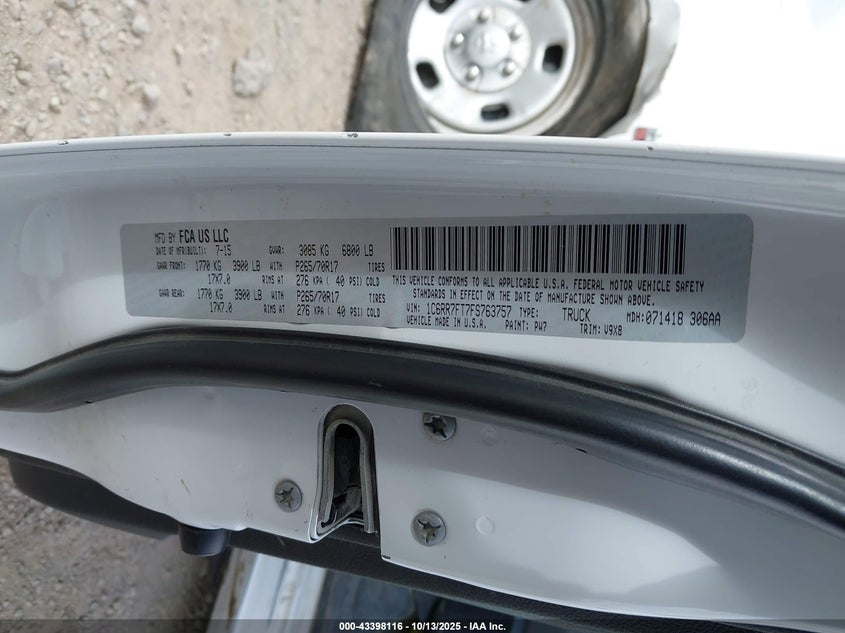 MFD BY FCA US LLC
DATE OF MFR(BUILT): 7-15 GVWR: 3085 KG 6800 LB
GAWR FRONT: 1770 KG 3900 LB WITH P265/70R17 TIRES
17X7.0 RIMS AT 276 KPA ( 40 PSI) COLD
GAWR REAR: 1770 KG 3900 LB WITH P265/70R17 TIRES
17X7.0 RIMS AT 276 KPA ( 40 PSI) COLD
THIS VEHICLE CONFORMS TO ALL APPLICABLE U.S.A. FEDERAL MOTOR VEHICLE SAFETY
STANDARDS IN EFFECT ON THE DATE OF MANUFACTURE SHOWN ABOVE.
VIN: 1C6RR7FT7FS763757 TYPE: TRUCK MDH: 071418 306AA
VEHICLE MADE IN U.S.A. PAINT: PW7 TRIM: V9X8
000-43398116 - 10/13/2025 - IAA Inc.